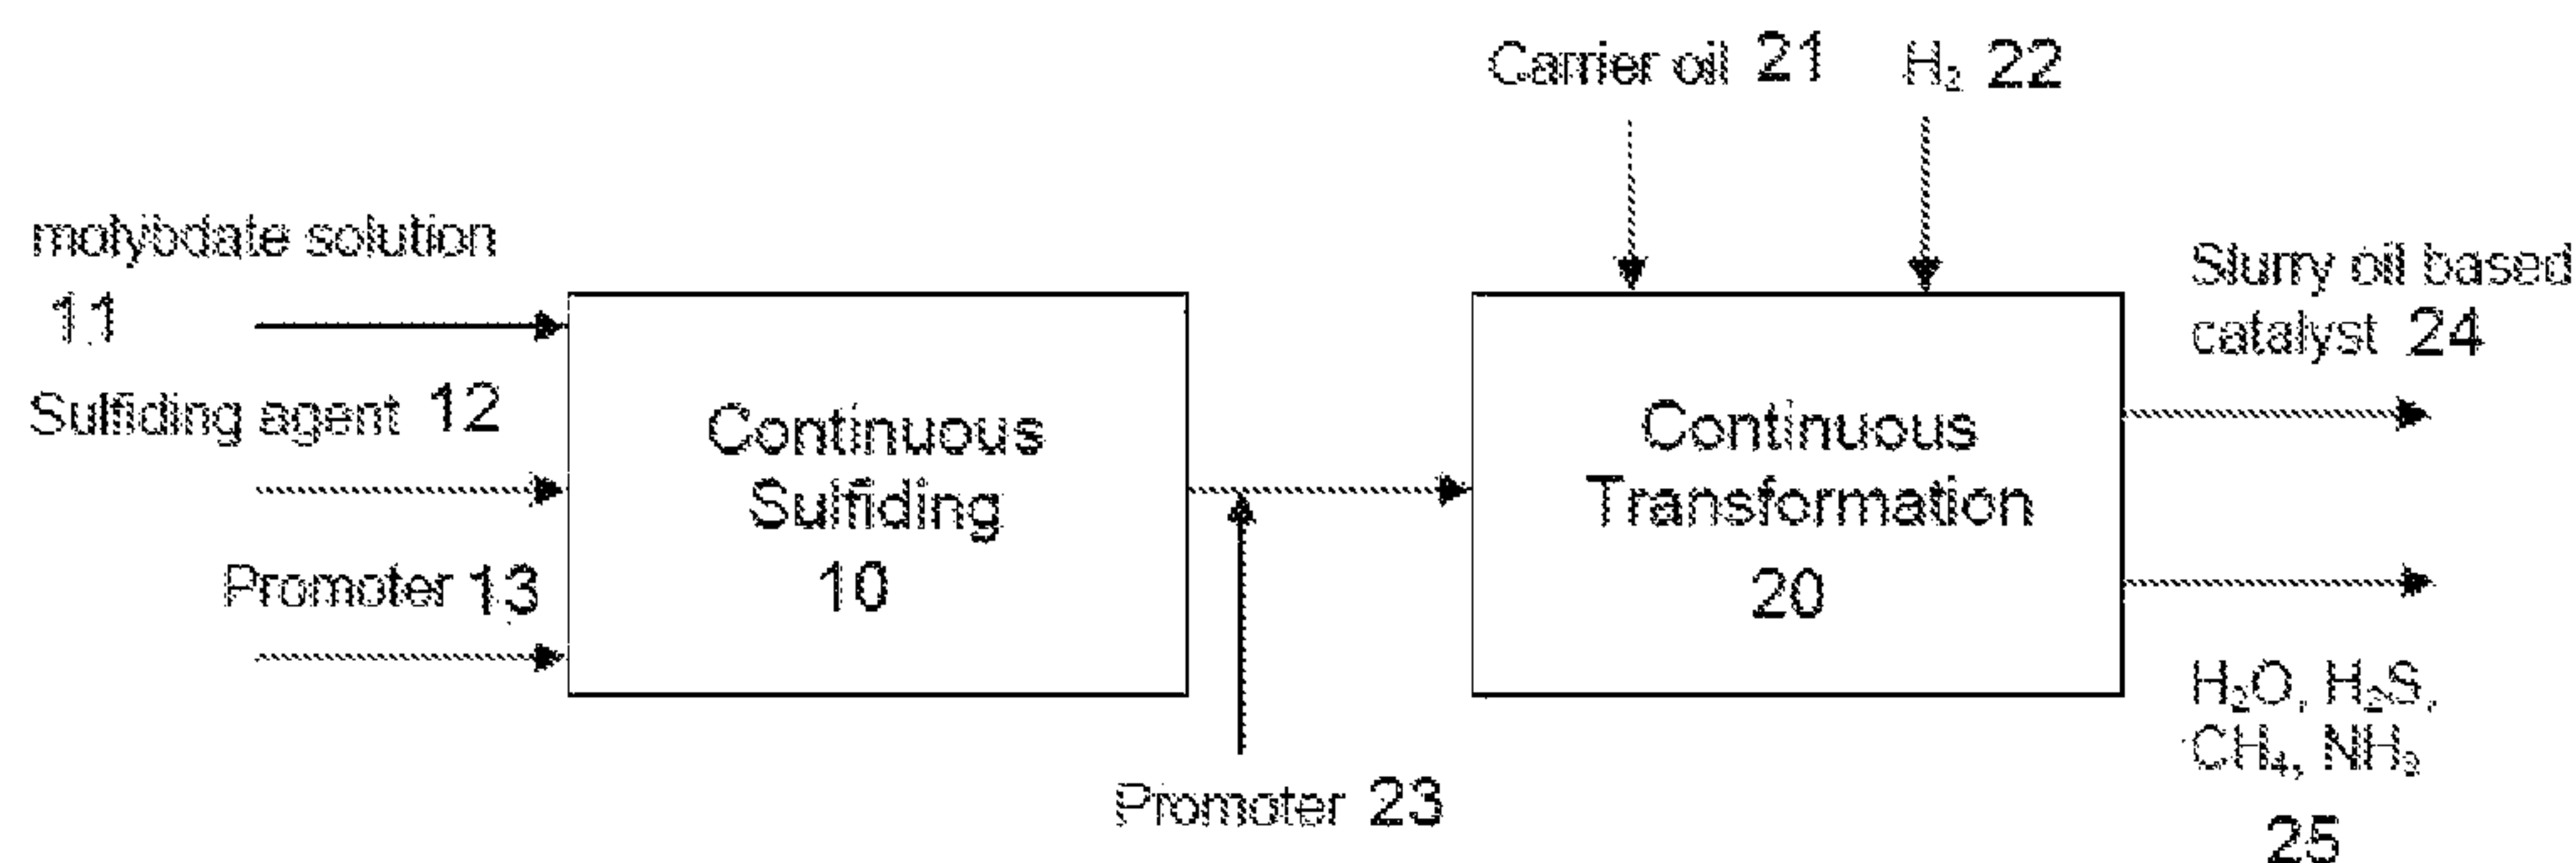 Carrier oil 21
H₂ 22
molybdate solution
11
Sulfiding agent 12
Promoter 13
Continuous
Sulfiding
10
Promoter 23
Continuous
Transformation
20
Slurry oil based
catalyst 24
H₂O, H₂S,
CH₄, NH₃
25